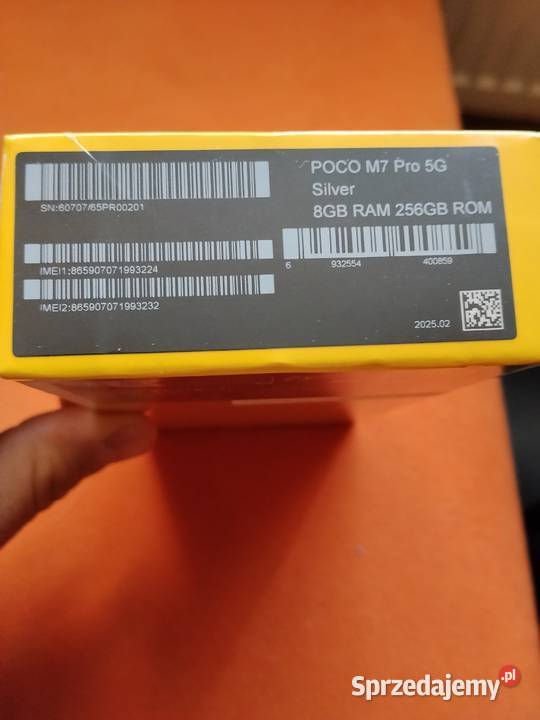 POCO M7 Pro 5G
Silver
8GB RAM 256GB ROM
SN:60707/65PR00201
IMEI1:865907071993224
IMEI2:865907071993232
6 932554 400859
2025.02
Sprzedajemy.pl